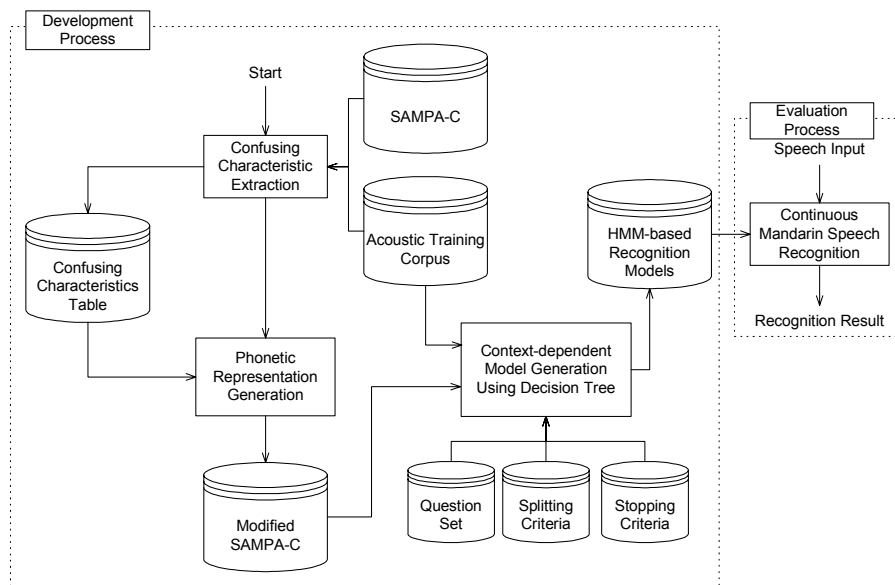 Development
Process
Start
SAMPA-C
Confusing
Characteristic
Extraction
Acoustic Training
Corpus
Confusing
Characteristics
Table
Phonetic
Representation
Generation
Modified
SAMPA-C
Context-dependent
Model Generation
Using Decision Tree
Question
Set
Splitting
Criteria
Stopping
Criteria
HMM-based
Recognition
Models
Evaluation
Process
Speech Input
Continuous
Mandarin Speech
Recognition
Recognition Result